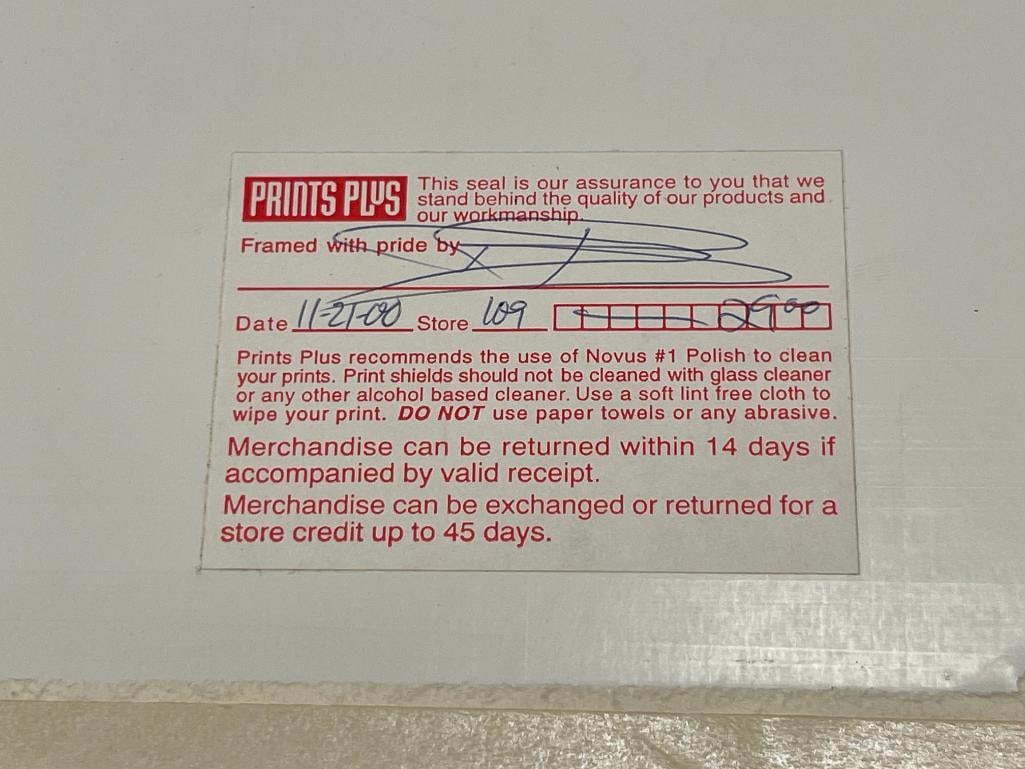 PRINTS PLUS
This seal is our assurance to you that we
stand behind the quality of our products and
our workmanship.
Framed with pride by
Date 11-21-00 Store 109 2900
Prints Plus recommends the use of Novus #1 Polish to clean
your prints. Print shields should not be cleaned with glass cleaner
or any other alcohol based cleaner. Use a soft lint free cloth to
wipe your print. DO NOT use paper towels or any abrasive.
Merchandise can be returned within 14 days if
accompanied by valid receipt.
Merchandise can be exchanged or returned for a
store credit up to 45 days.